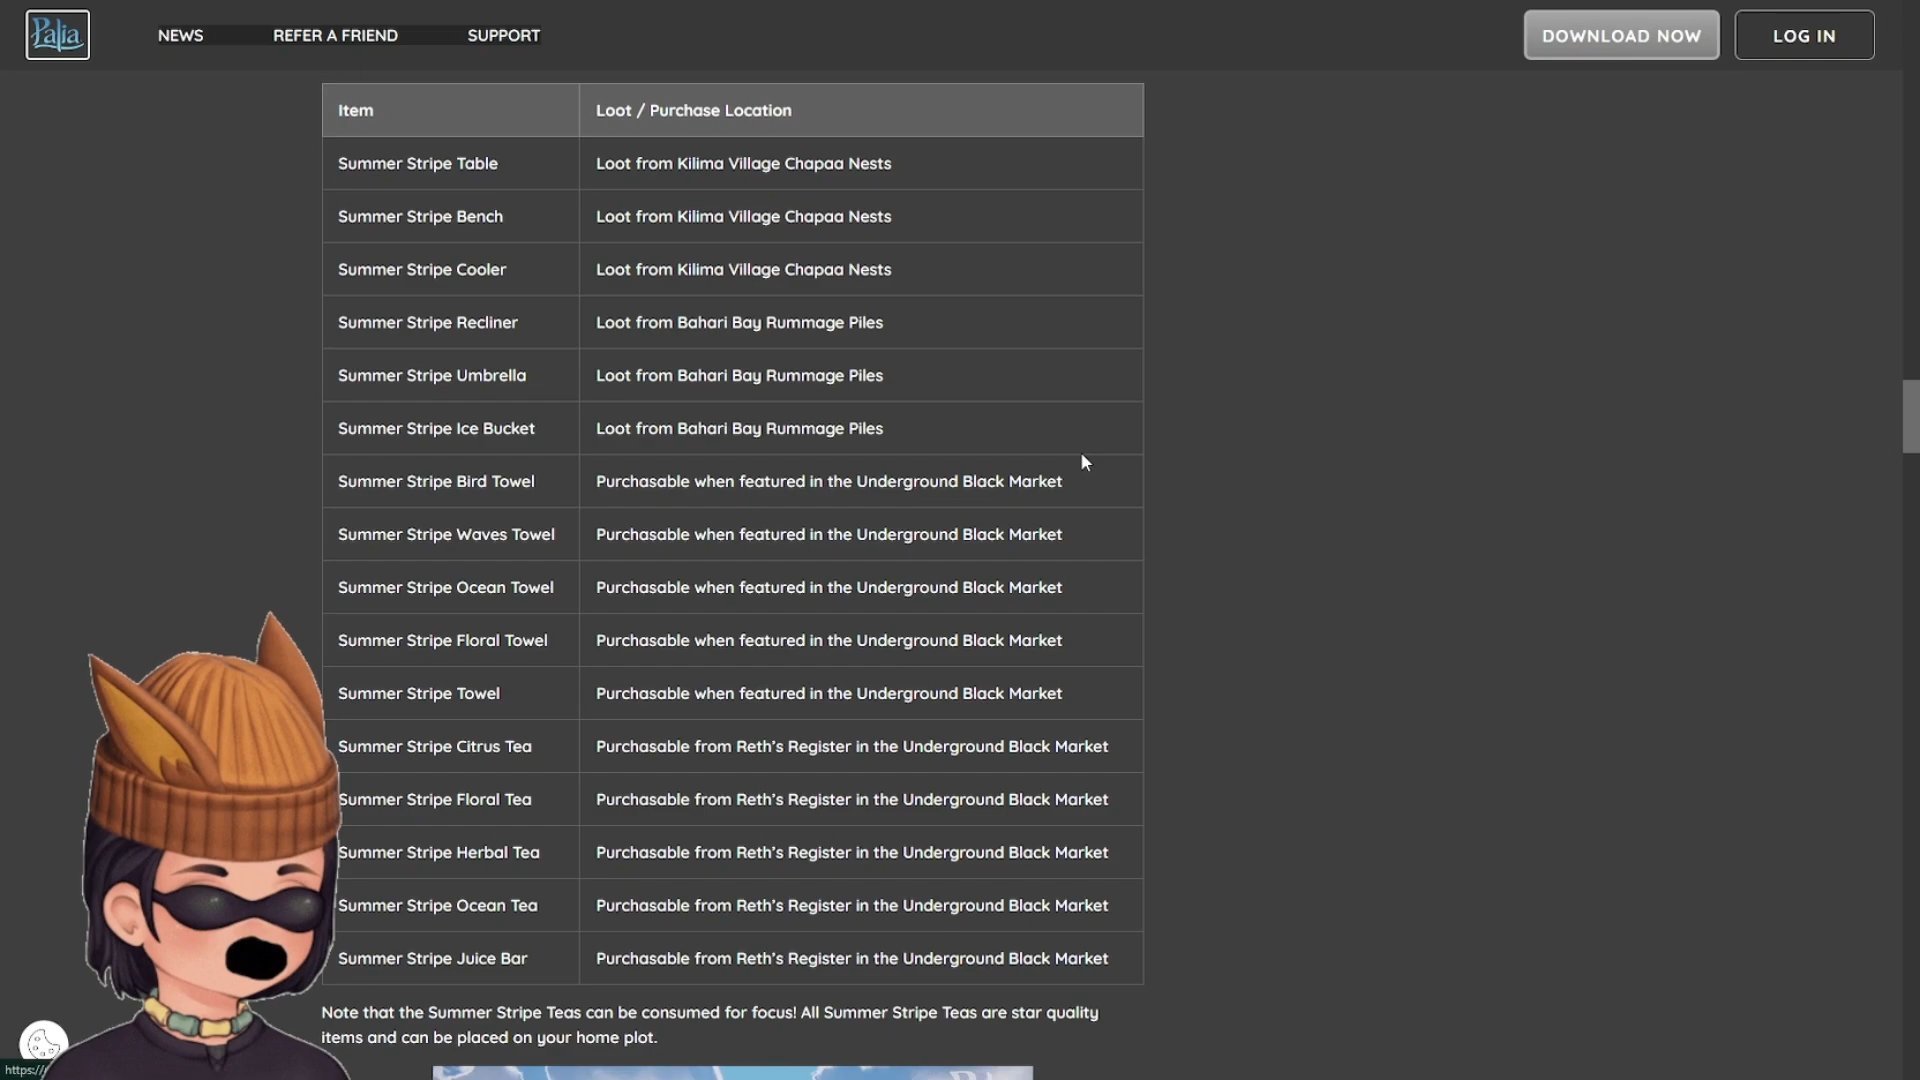 Palia NEWS REFER A FRIEND SUPPORT DOWNLOAD NOW LOG IN
Item Loot / Purchase Location
Summer Stripe Table Loot from Kilima Village Chapaa Nests
Summer Stripe Bench Loot from Kilima Village Chapaa Nests
Summer Stripe Cooler Loot from Kilima Village Chapaa Nests
Summer Stripe Recliner Loot from Bahari Bay Rummage Piles
Summer Stripe Umbrella Loot from Bahari Bay Rummage Piles
Summer Stripe Ice Bucket Loot from Bahari Bay Rummage Piles
Summer Stripe Bird Towel Purchasable when featured in the Underground Black Market
Summer Stripe Waves Towel Purchasable when featured in the Underground Black Market
Summer Stripe Ocean Towel Purchasable when featured in the Underground Black Market
Summer Stripe Floral Towel Purchasable when featured in the Underground Black Market
Summer Stripe Towel Purchasable when featured in the Underground Black Market
Summer Stripe Citrus Tea Purchasable from Reth’s Register in the Underground Black Market
Summer Stripe Floral Tea Purchasable from Reth’s Register in the Underground Black Market
Summer Stripe Herbal Tea Purchasable from Reth’s Register in the Underground Black Market
Summer Stripe Ocean Tea Purchasable from Reth’s Register in the Underground Black Market
Summer Stripe Juice Bar Purchasable from Reth’s Register in the Underground Black Market
Note that the Summer Stripe Teas can be consumed for focus! All Summer Stripe Teas are star quality
items and can be placed on your home plot.
https:/